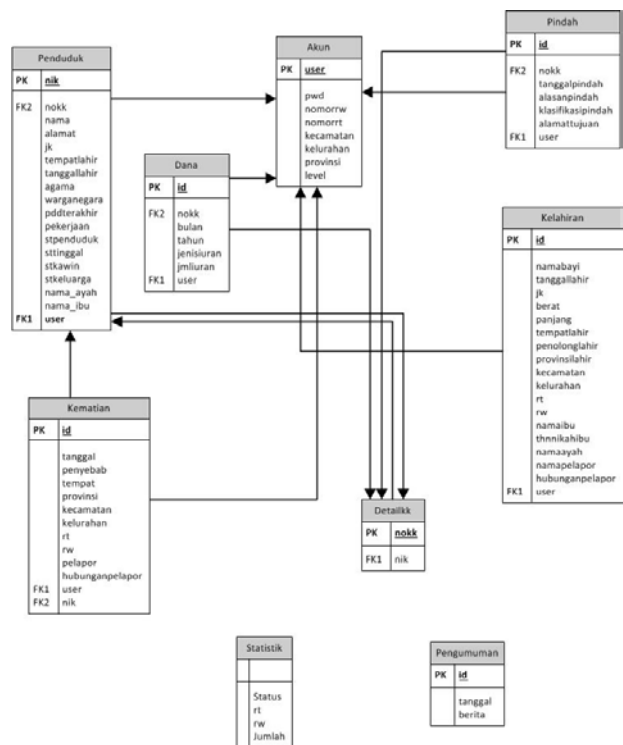 Penduduk
PK nik
FK2 nokk
nama
alamat
jk
tempatlahir
tanggallahir
agama
warganegara
pddterakhir
pekerjaan
stpenduduk
sttinggal
stkawin
stkeluarga
nama_ayah
nama_ibu
FK1 user
Akun
PK user
pwd
nomorrw
nomorrt
kecamatan
kelurahan
provinsi
level
Pindah
PK id
FK2 nokk
tanggalpindah
alasanpindah
klasifikasipindah
alamattujuan
FK1 user
Dana
PK id
FK2 nokk
bulan
tahun
jenisiuran
jmliuran
FK1 user
Kelahiran
PK id
namabayi
tanggallahir
jk
berat
panjang
tempatlahir
penolonglahir
provinsilahir
kecamatan
kelurahan
rt
rw
namaibu
thnnikahibu
namaayah
namapelapor
hubunganpelapor
FK1 user
Kematian
PK id
tanggal
penyebab
tempat
provinsi
kecamatan
kelurahan
rt
rw
pelapor
hubunganpelapor
FK1 user
FK2 nik
Detailkk
PK nokk
FK1 nik
Statistik
Status
rt
rw
Jumlah
Pengumuman
PK id
tanggal
berita